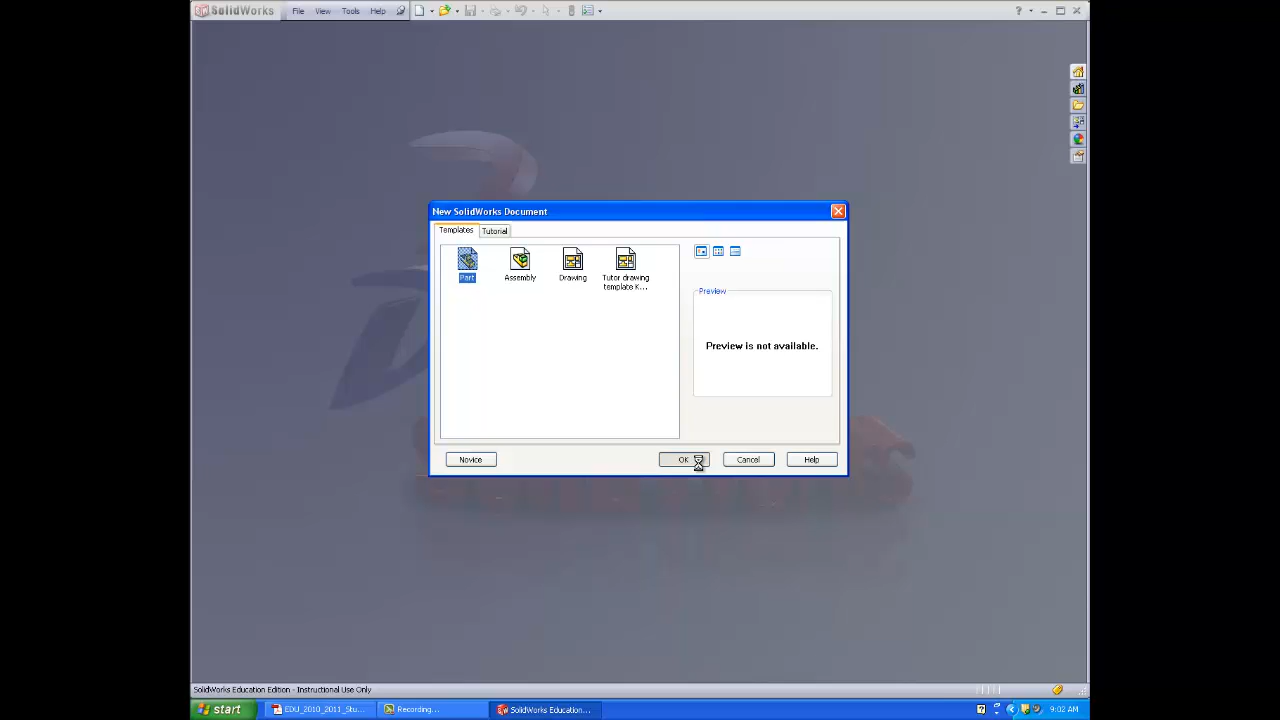 SolidWorks File View Tools Help ?
New SolidWorks Document
Templates Tutorial
Part Assembly Drawing Tutor drawing
template K...
Preview
Preview is not available.
Novice OK Cancel Help
SolidWorks Education Edition - Instructional Use Only
start EDU_2010_2011_Stu... Recording... SolidWorks Education... 9:02 AM